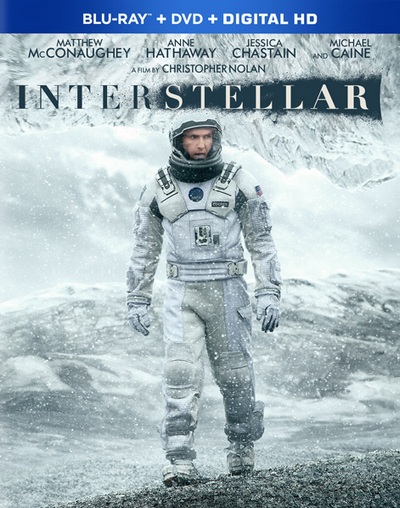 BLU-RAY + DVD + DIGITAL HD
MATTHEW McCONAUGHEY
ANNE HATHAWAY
JESSICA CHASTAIN
AND MICHAEL CAINE
A FILM BY CHRISTOPHER NOLAN
INTERSTELLAR